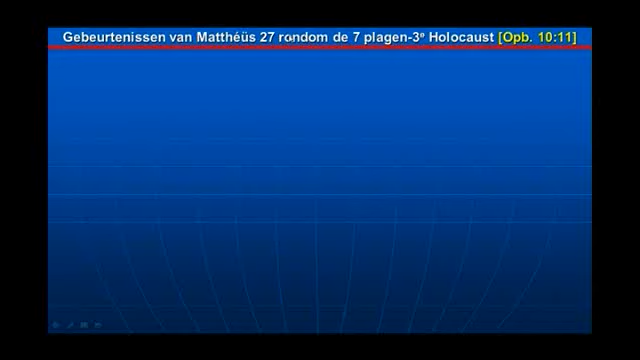 Gebeurtenissen van Matthéüs 27 rondom de 7 plagen-3ᵉ Holocaust [Opb. 10:11]